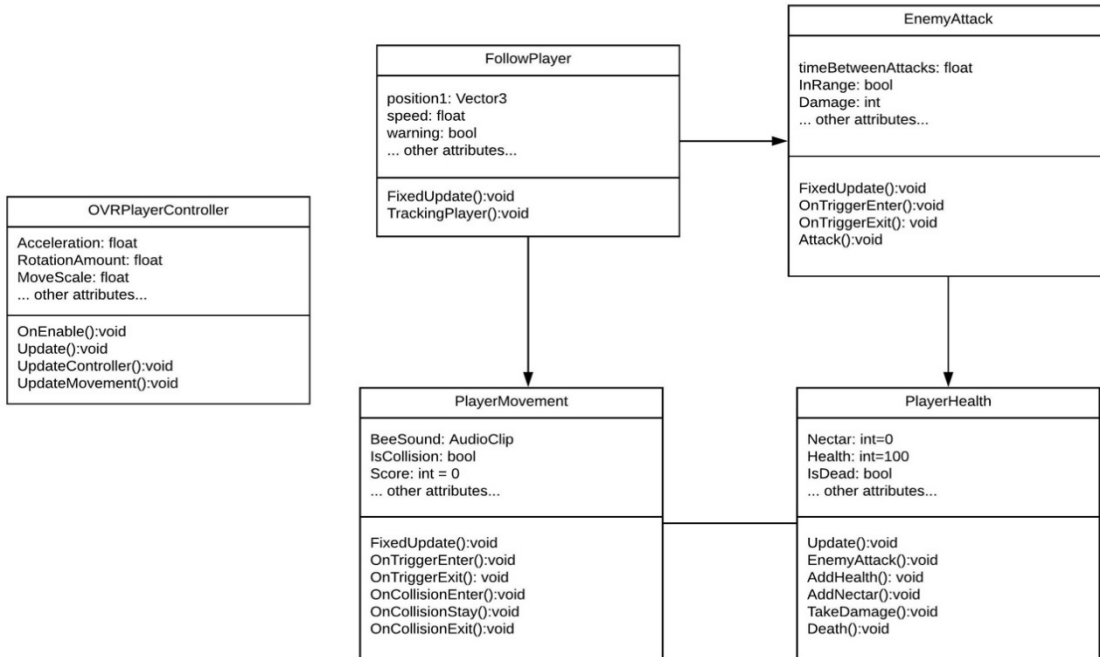 EnemyAttack
timeBetweenAttacks: float
InRange: bool
Damage: int
... other attributes...
FixedUpdate():void
OnTriggerEnter():void
OnTriggerExit(): void
Attack():void
FollowPlayer
position1: Vector3
speed: float
warning: bool
... other attributes...
FixedUpdate():void
TrackingPlayer():void
OVRPlayerController
Acceleration: float
RotationAmount: float
MoveScale: float
... other attributes...
OnEnable():void
Update():void
UpdateController():void
UpdateMovement():void
PlayerMovement
BeeSound: AudioClip
IsCollision: bool
Score: int = 0
... other attributes...
FixedUpdate():void
OnTriggerEnter():void
OnTriggerExit(): void
OnCollisionEnter():void
OnCollisionStay():void
OnCollisionExit():void
PlayerHealth
Nectar: int=0
Health: int=100
IsDead: bool
... other attributes...
Update():void
EnemyAttack():void
AddHealth(): void
AddNectar():void
TakeDamage():void
Death():void